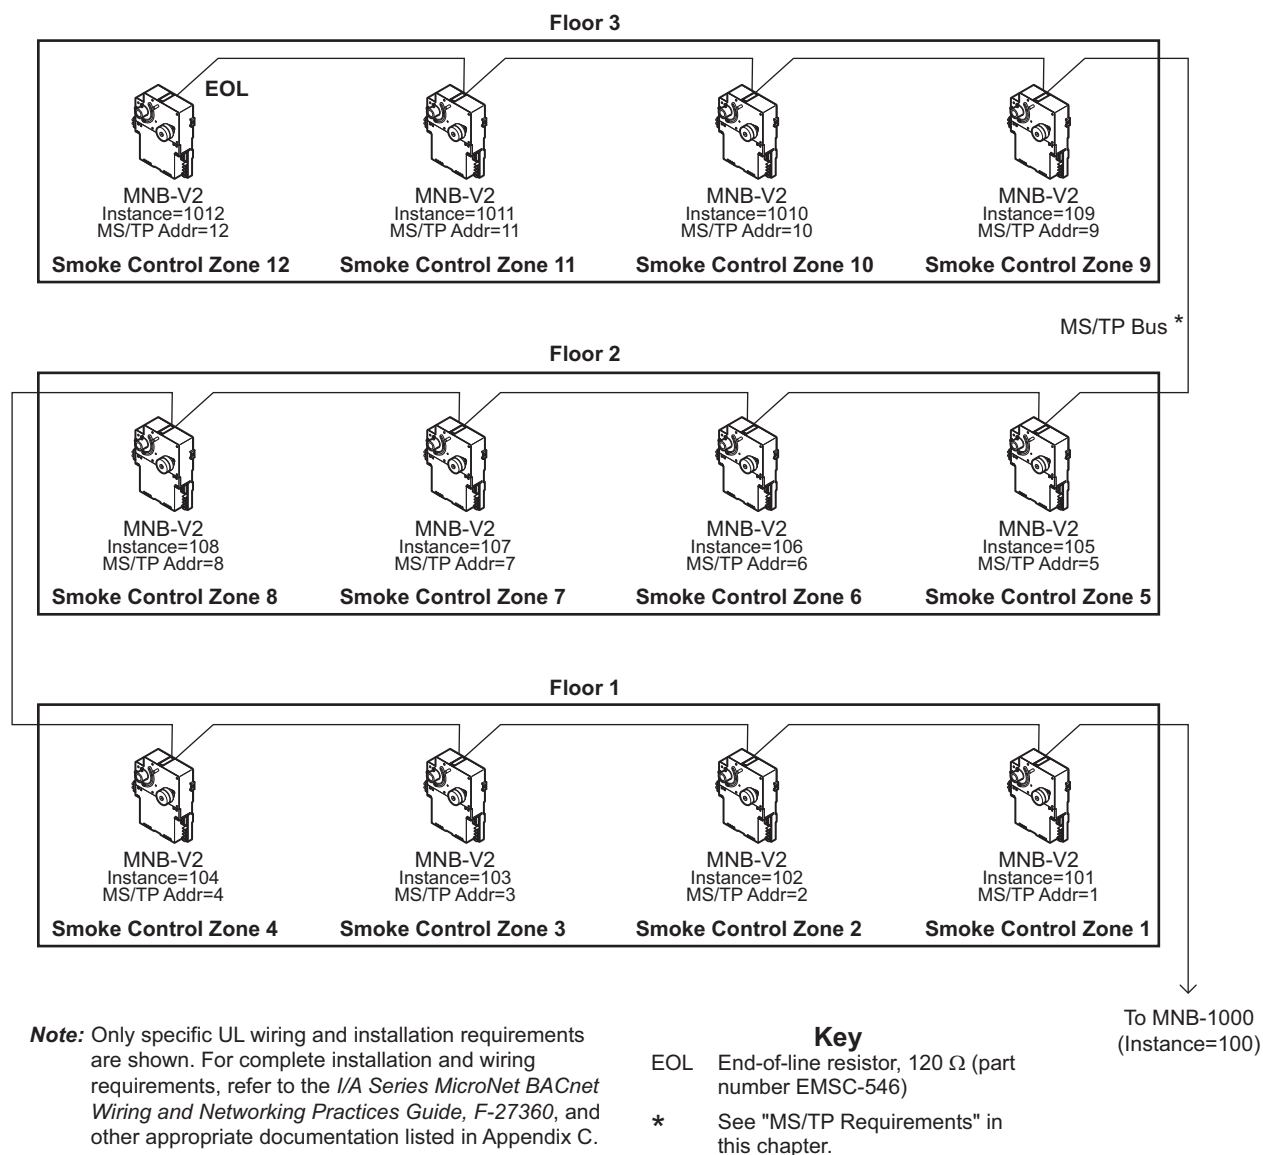 Floor 3
EOL
MNB-V2
Instance=1012
MS/TP Addr=12
Smoke Control Zone 12
MNB-V2
Instance=1011
MS/TP Addr=11
Smoke Control Zone 11
MNB-V2
Instance=1010
MS/TP Addr=10
Smoke Control Zone 10
MNB-V2
Instance=109
MS/TP Addr=9
Smoke Control Zone 9
MS/TP Bus *
Floor 2
MNB-V2
Instance=108
MS/TP Addr=8
Smoke Control Zone 8
MNB-V2
Instance=107
MS/TP Addr=7
Smoke Control Zone 7
MNB-V2
Instance=106
MS/TP Addr=6
Smoke Control Zone 6
MNB-V2
Instance=105
MS/TP Addr=5
Smoke Control Zone 5
Floor 1
MNB-V2
Instance=104
MS/TP Addr=4
Smoke Control Zone 4
MNB-V2
Instance=103
MS/TP Addr=3
Smoke Control Zone 3
MNB-V2
Instance=102
MS/TP Addr=2
Smoke Control Zone 2
MNB-V2
Instance=101
MS/TP Addr=1
Smoke Control Zone 1
To MNB-1000
(Instance=100)
Note: Only specific UL wiring and installation requirements
are shown. For complete installation and wiring
requirements, refer to the I/A Series MicroNet BACnet
Wiring and Networking Practices Guide, F-27360, and
other appropriate documentation listed in Appendix C.
Key
EOL End-of-line resistor, 120 Ω (part
number EMSC-546)
* See "MS/TP Requirements" in
this chapter.